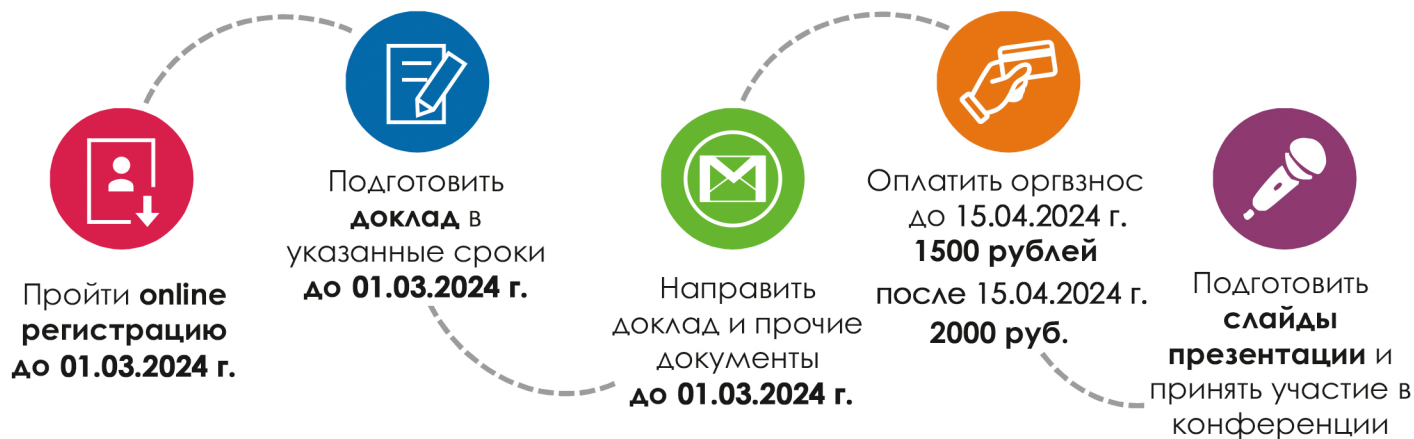 Пройти online
регистрацию
до 01.03.2024 г.
Подготовить
доклад в
указанные сроки
до 01.03.2024 г.
Направить
доклад и прочие
документы
до 01.03.2024 г.
Оплатить оргвзнос
до 15.04.2024 г.
1500 рублей
после 15.04.2024 г.
2000 руб.
Подготовить
слайды
презентации и
принять участие в
конференции